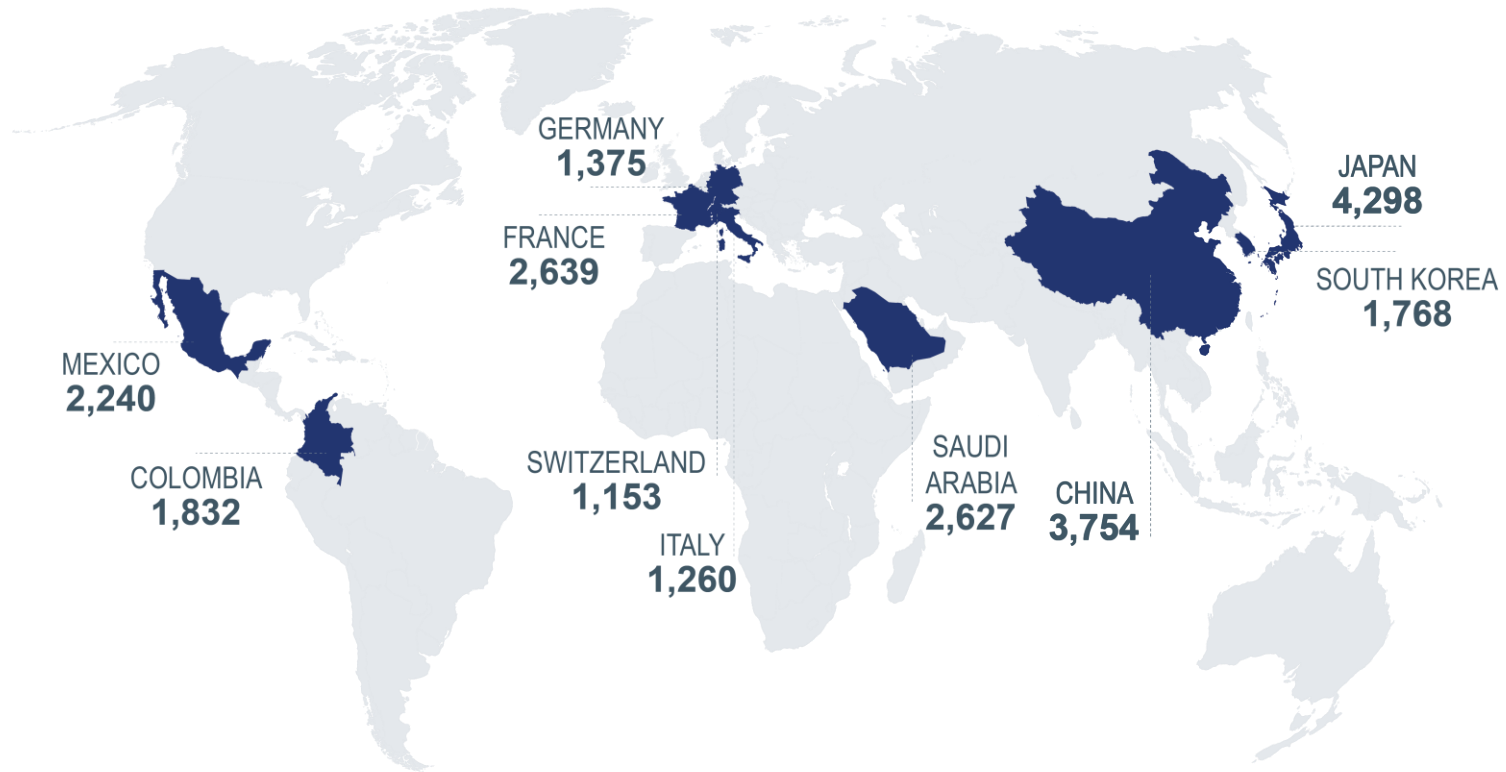 GERMANY
1,375
FRANCE
2,639
MEXICO
2,240
COLOMBIA
1,832
SWITZERLAND
1,153
ITALY
1,260
SAUDI
ARABIA
2,627
CHINA
3,754
JAPAN
4,298
SOUTH KOREA
1,768